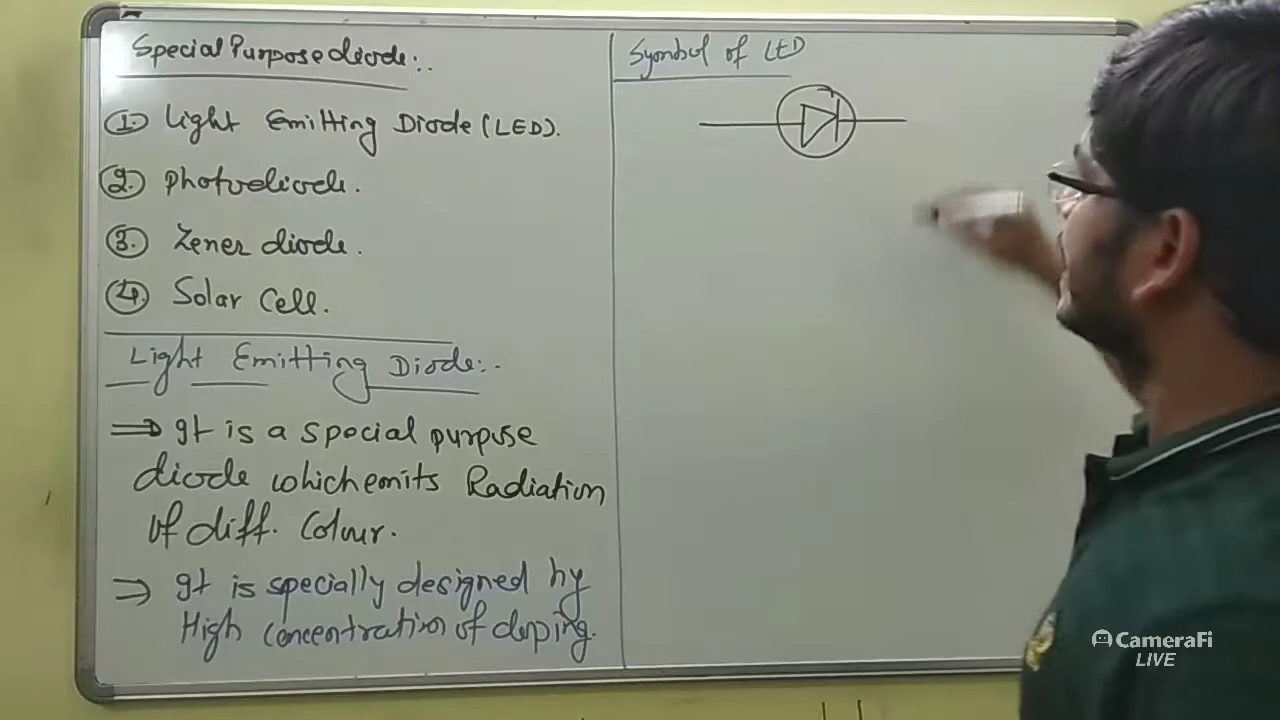 Special Purpose diode:.
1. Light Emitting Diode (LED).
2. Photodiode.
3. Zener diode.
4. Solar Cell.
Light Emitting Diode:.
⇒ It is a special purpose
diode which emits Radiation
of diff. Colour.
⇒ It is specially designed by
High concentration of doping.
Symbol of LED
CameraFi
LIVE